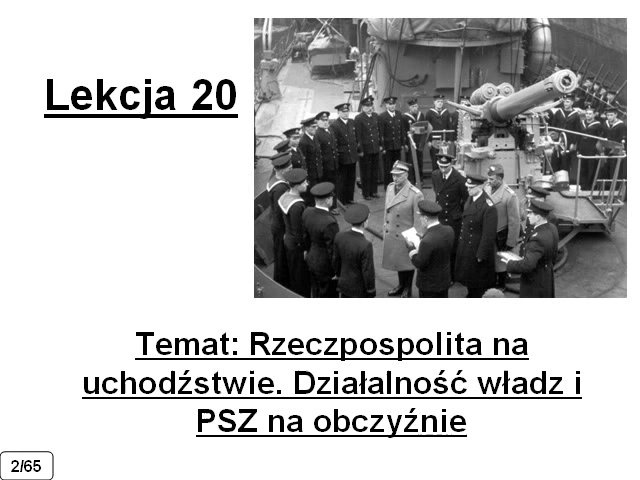 Lekcja 20
Temat: Rzeczpospolita na
uchodźstwie. Działalność władz i
PSZ na obczyźnie
2/65